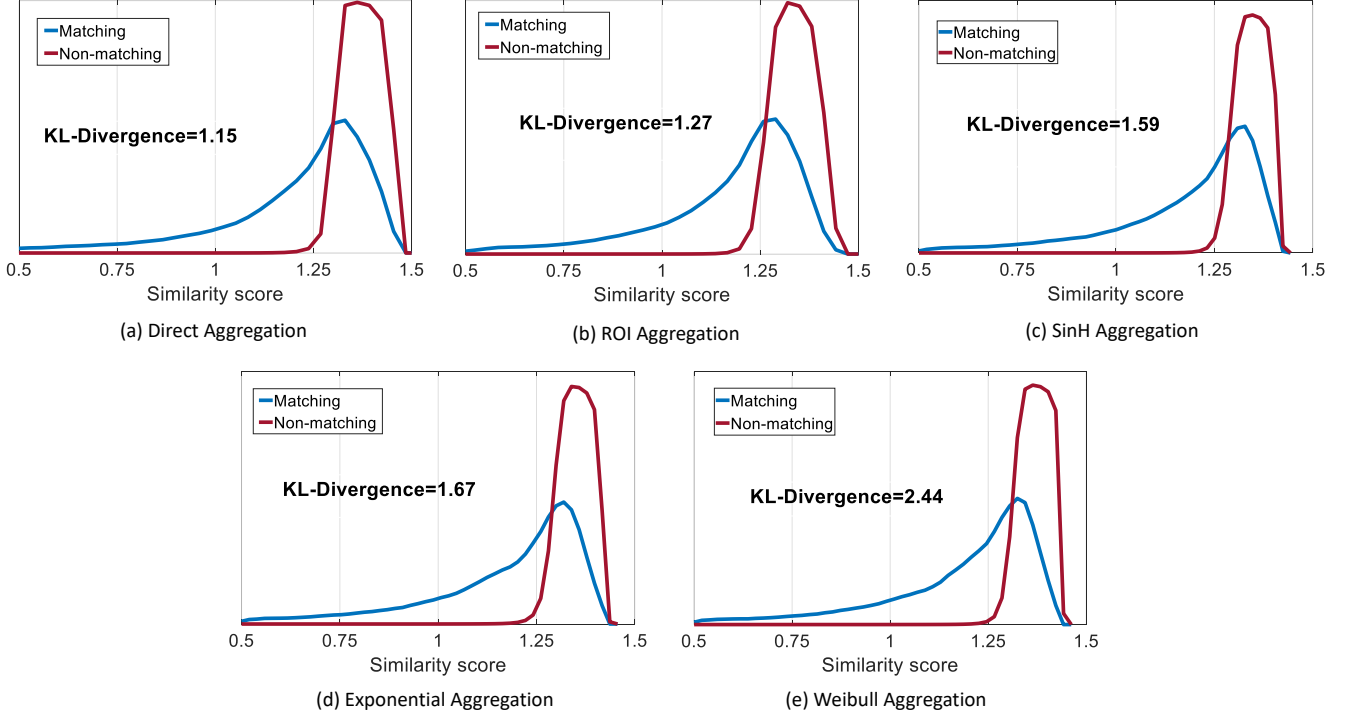 Matching
Non-matching
KL-Divergence=1.15
0.5 0.75 1 1.25 1.5
Similarity score
(a) Direct Aggregation
Matching
Non-matching
KL-Divergence=1.27
0.5 0.75 1 1.25 1.5
Similarity score
(b) ROI Aggregation
Matching
Non-matching
KL-Divergence=1.59
0.5 0.75 1 1.25 1.5
Similarity score
(c) SinH Aggregation
Matching
Non-matching
KL-Divergence=1.67
0.5 0.75 1 1.25 1.5
Similarity score
(d) Exponential Aggregation
Matching
Non-matching
KL-Divergence=2.44
0.5 0.75 1 1.25 1.5
Similarity score
(e) Weibull Aggregation